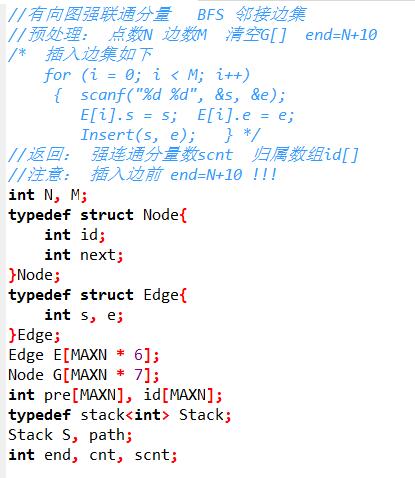 //有向图强联通分量   BFS 邻接边集
//预处理： 点数N 边数M  清空G[]  end=N+10
/*  插入边集如下
    for (i = 0; i < M; i++)
     {  scanf("%d %d", &s, &e);
        E[i].s = s;  E[i].e = e;
        Insert(s, e);   } */
//返回： 强连通分量数scnt  归属数组id[]
//注意： 插入边前 end=N+10 !!!
int N, M;
typedef struct Node{
    int id;
    int next;
}Node;
typedef struct Edge{
    int s, e;
}Edge;
Edge E[MAXN * 6];
Node G[MAXN * 7];
int pre[MAXN], id[MAXN];
typedef stack<int> Stack;
Stack S, path;
int end, cnt, scnt;